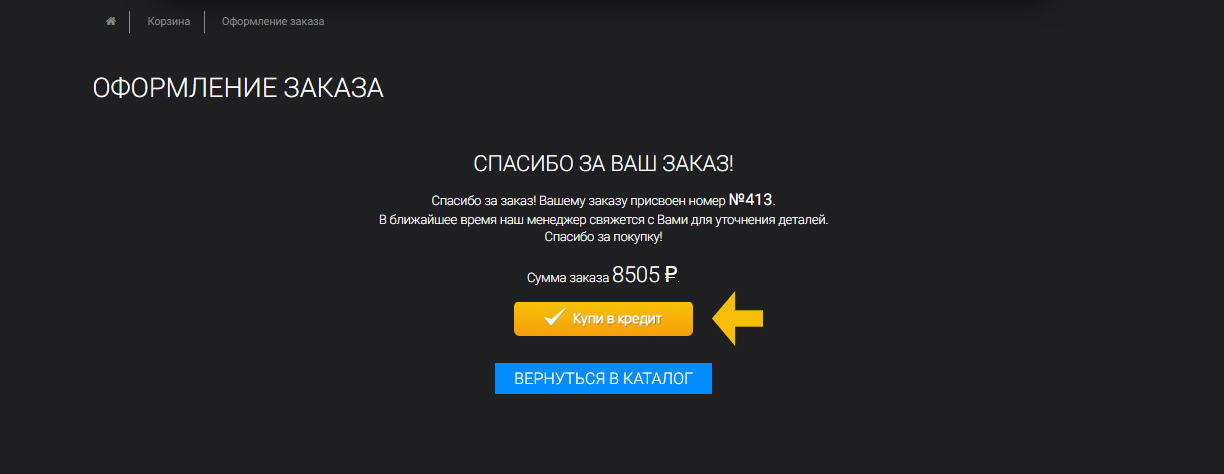 Корзина
Оформление заказа
ОФОРМЛЕНИЕ ЗАКАЗА
СПАСИБО ЗА ВАШ ЗАКАЗ!
Спасибо за заказ! Вашему заказу присвоен номер №413.
В ближайшее время наш менеджер свяжется с Вами для уточнения деталей.
Спасибо за покупку!
Сумма заказа 8505 ₽.
Купи в кредит
ВЕРНУТЬСЯ В КАТАЛОГ